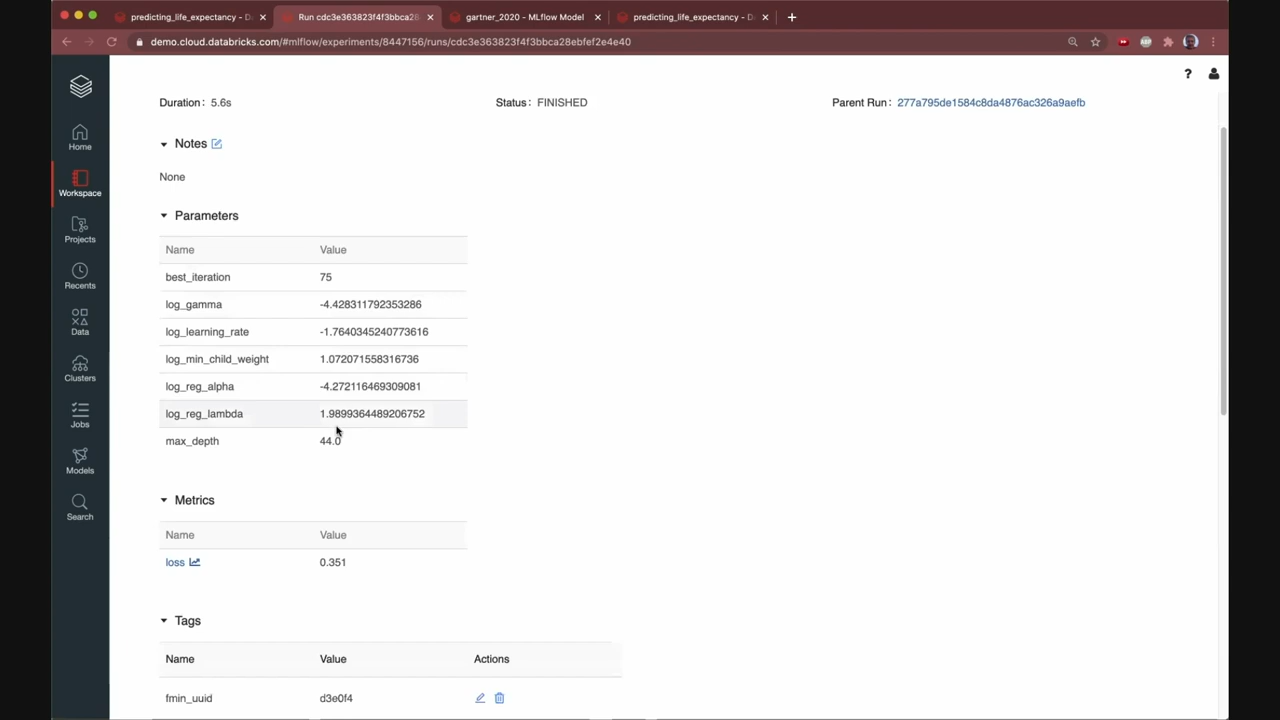 predicting_life_expectancy - Da
Run cdc3e363823f4f3bbca28
gartner_2020 - MLflow Model
predicting_life_expectancy - Da
demo.cloud.databricks.com/#mlflow/experiments/8447156/runs/cdc3e363823f4f3bbca28ebfef2e4e40
ABP
?
Home
Workspace
Projects
Recents
Data
Clusters
Jobs
Models
Search
Duration: 5.6s
Status: FINISHED
Parent Run: 277a795de1584c8da4876ac326a9aefb
Notes
None
Parameters
Name Value
best_iteration 75
log_gamma -4.428311792353286
log_learning_rate -1.7640345240773616
log_min_child_weight 1.072071558316736
log_reg_alpha -4.272116469309081
log_reg_lambda 1.9899364489206752
max_depth 44.0
Metrics
Name Value
loss 0.351
Tags
Name Value Actions
fmin_uuid d3e0f4